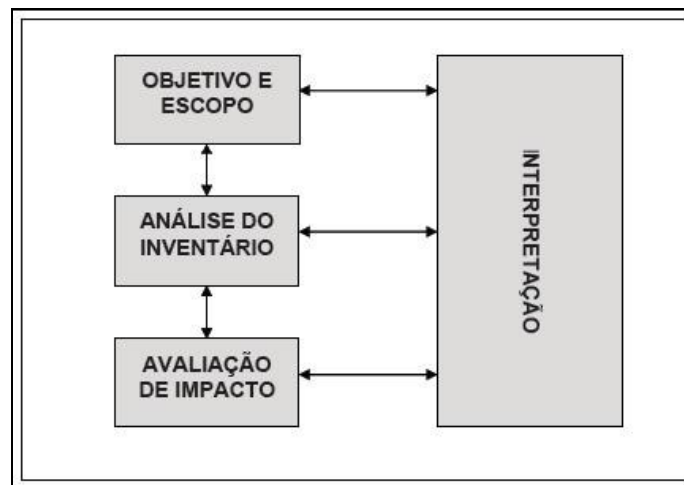 OBJETIVO E
ESCOPO
ANÁLISE DO
INVENTÁRIO
AVALIAÇÃO
DE IMPACTO
INTERPRETAÇÃO